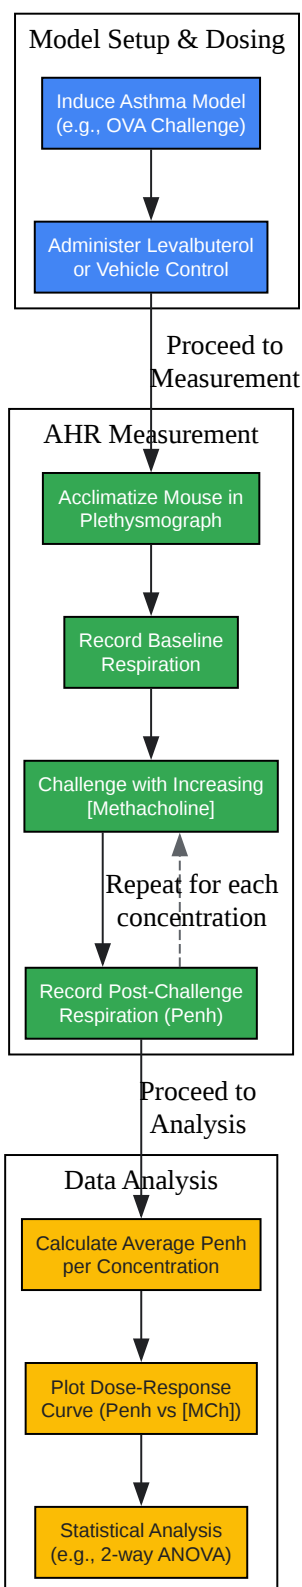 Model Setup & Dosing
Induce Asthma Model
(e.g., OVA Challenge)
Administer Levalbuterol
or Vehicle Control
Proceed to
Measurement
AHR Measurement
Acclimatize Mouse in
Plethysmograph
Record Baseline
Respiration
Challenge with Increasing
[Methacholine]
Repeat for each
concentration
Record Post-Challenge
Respiration (Penh)
Proceed to
Analysis
Data Analysis
Calculate Average Penh
per Concentration
Plot Dose-Response
Curve (Penh vs [MCh])
Statistical Analysis
(e.g., 2-way ANOVA)